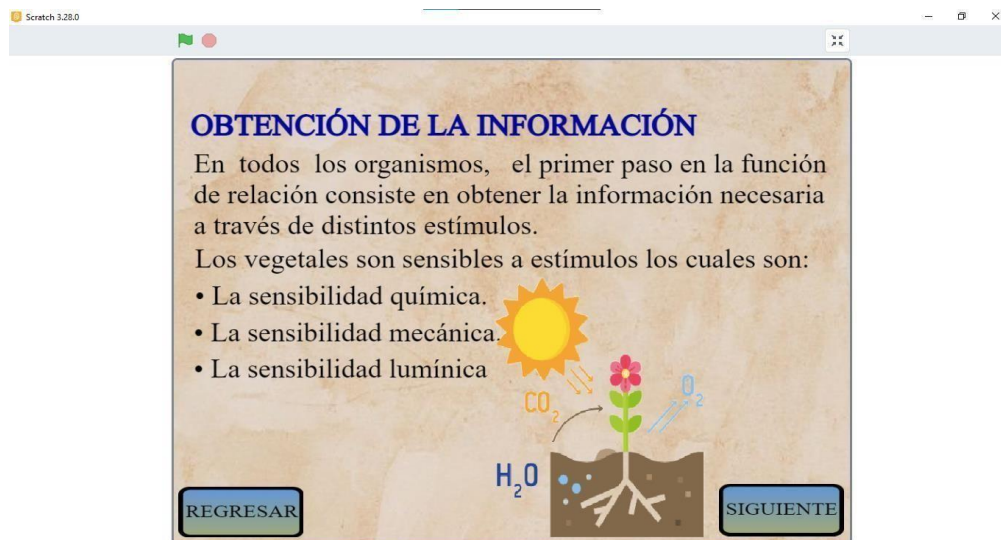 Scratch 3.28.0
OBTENCIÓN DE LA INFORMACIÓN
En todos los organismos, el primer paso en la función
de relación consiste en obtener la información necesaria
a través de distintos estímulos.
Los vegetales son sensibles a estímulos los cuales son:
• La sensibilidad química.
• La sensibilidad mecánica.
• La sensibilidad lumínica
CO₂
O₂
H₂O
REGRESAR
SIGUIENTE